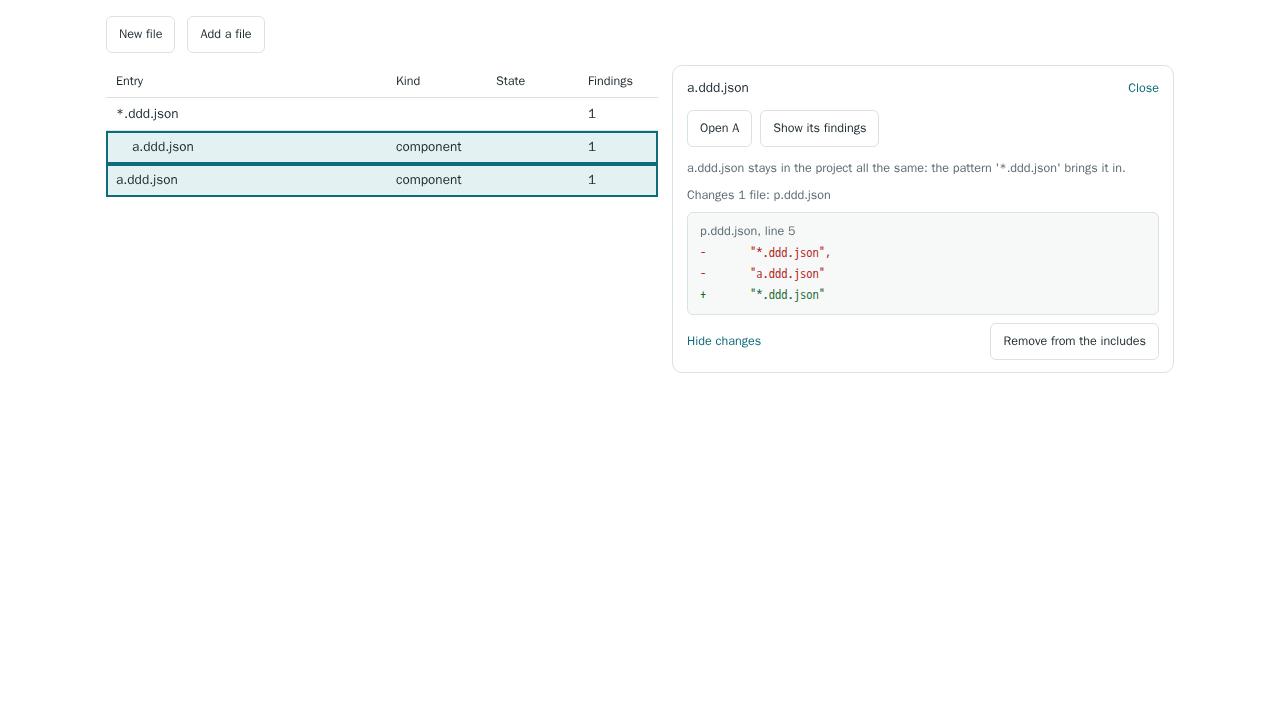 New file Add a file
Entry Kind State Findings
*.ddd.json 1
a.ddd.json component 1
a.ddd.json component 1
a.ddd.json Close
Open A Show its findings
a.ddd.json stays in the project all the same: the pattern '*.ddd.json' brings it in.
Changes 1 file: p.ddd.json
p.ddd.json, line 5
- "*.ddd.json",
- "a.ddd.json"
+ "*.ddd.json"
Hide changes Remove from the includes